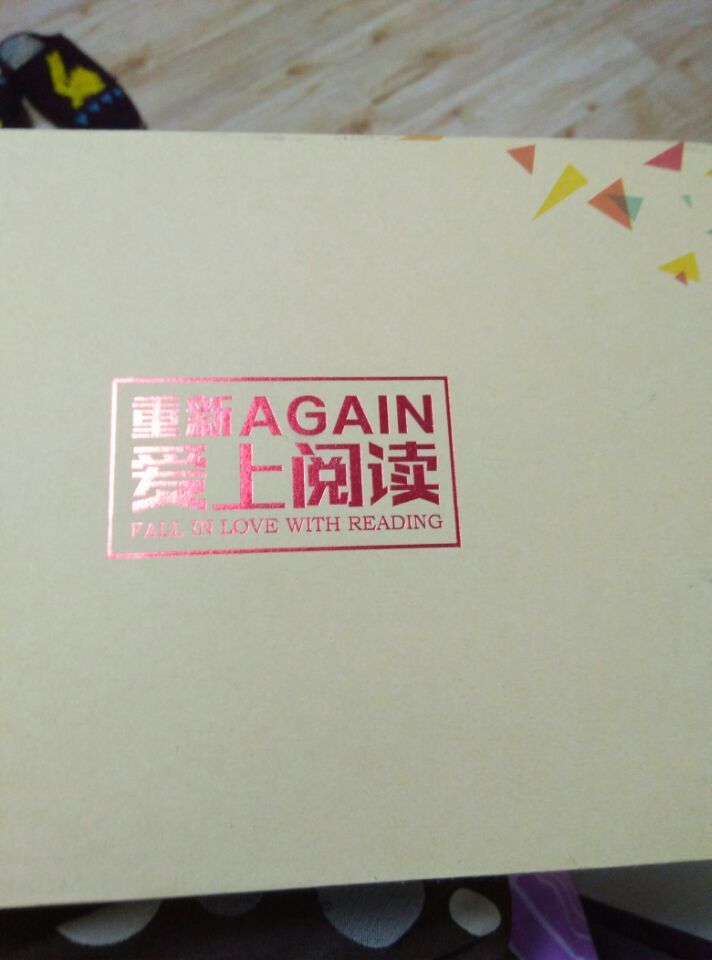 重新AGAIN
爱上阅读
FALL IN LOVE WITH READING